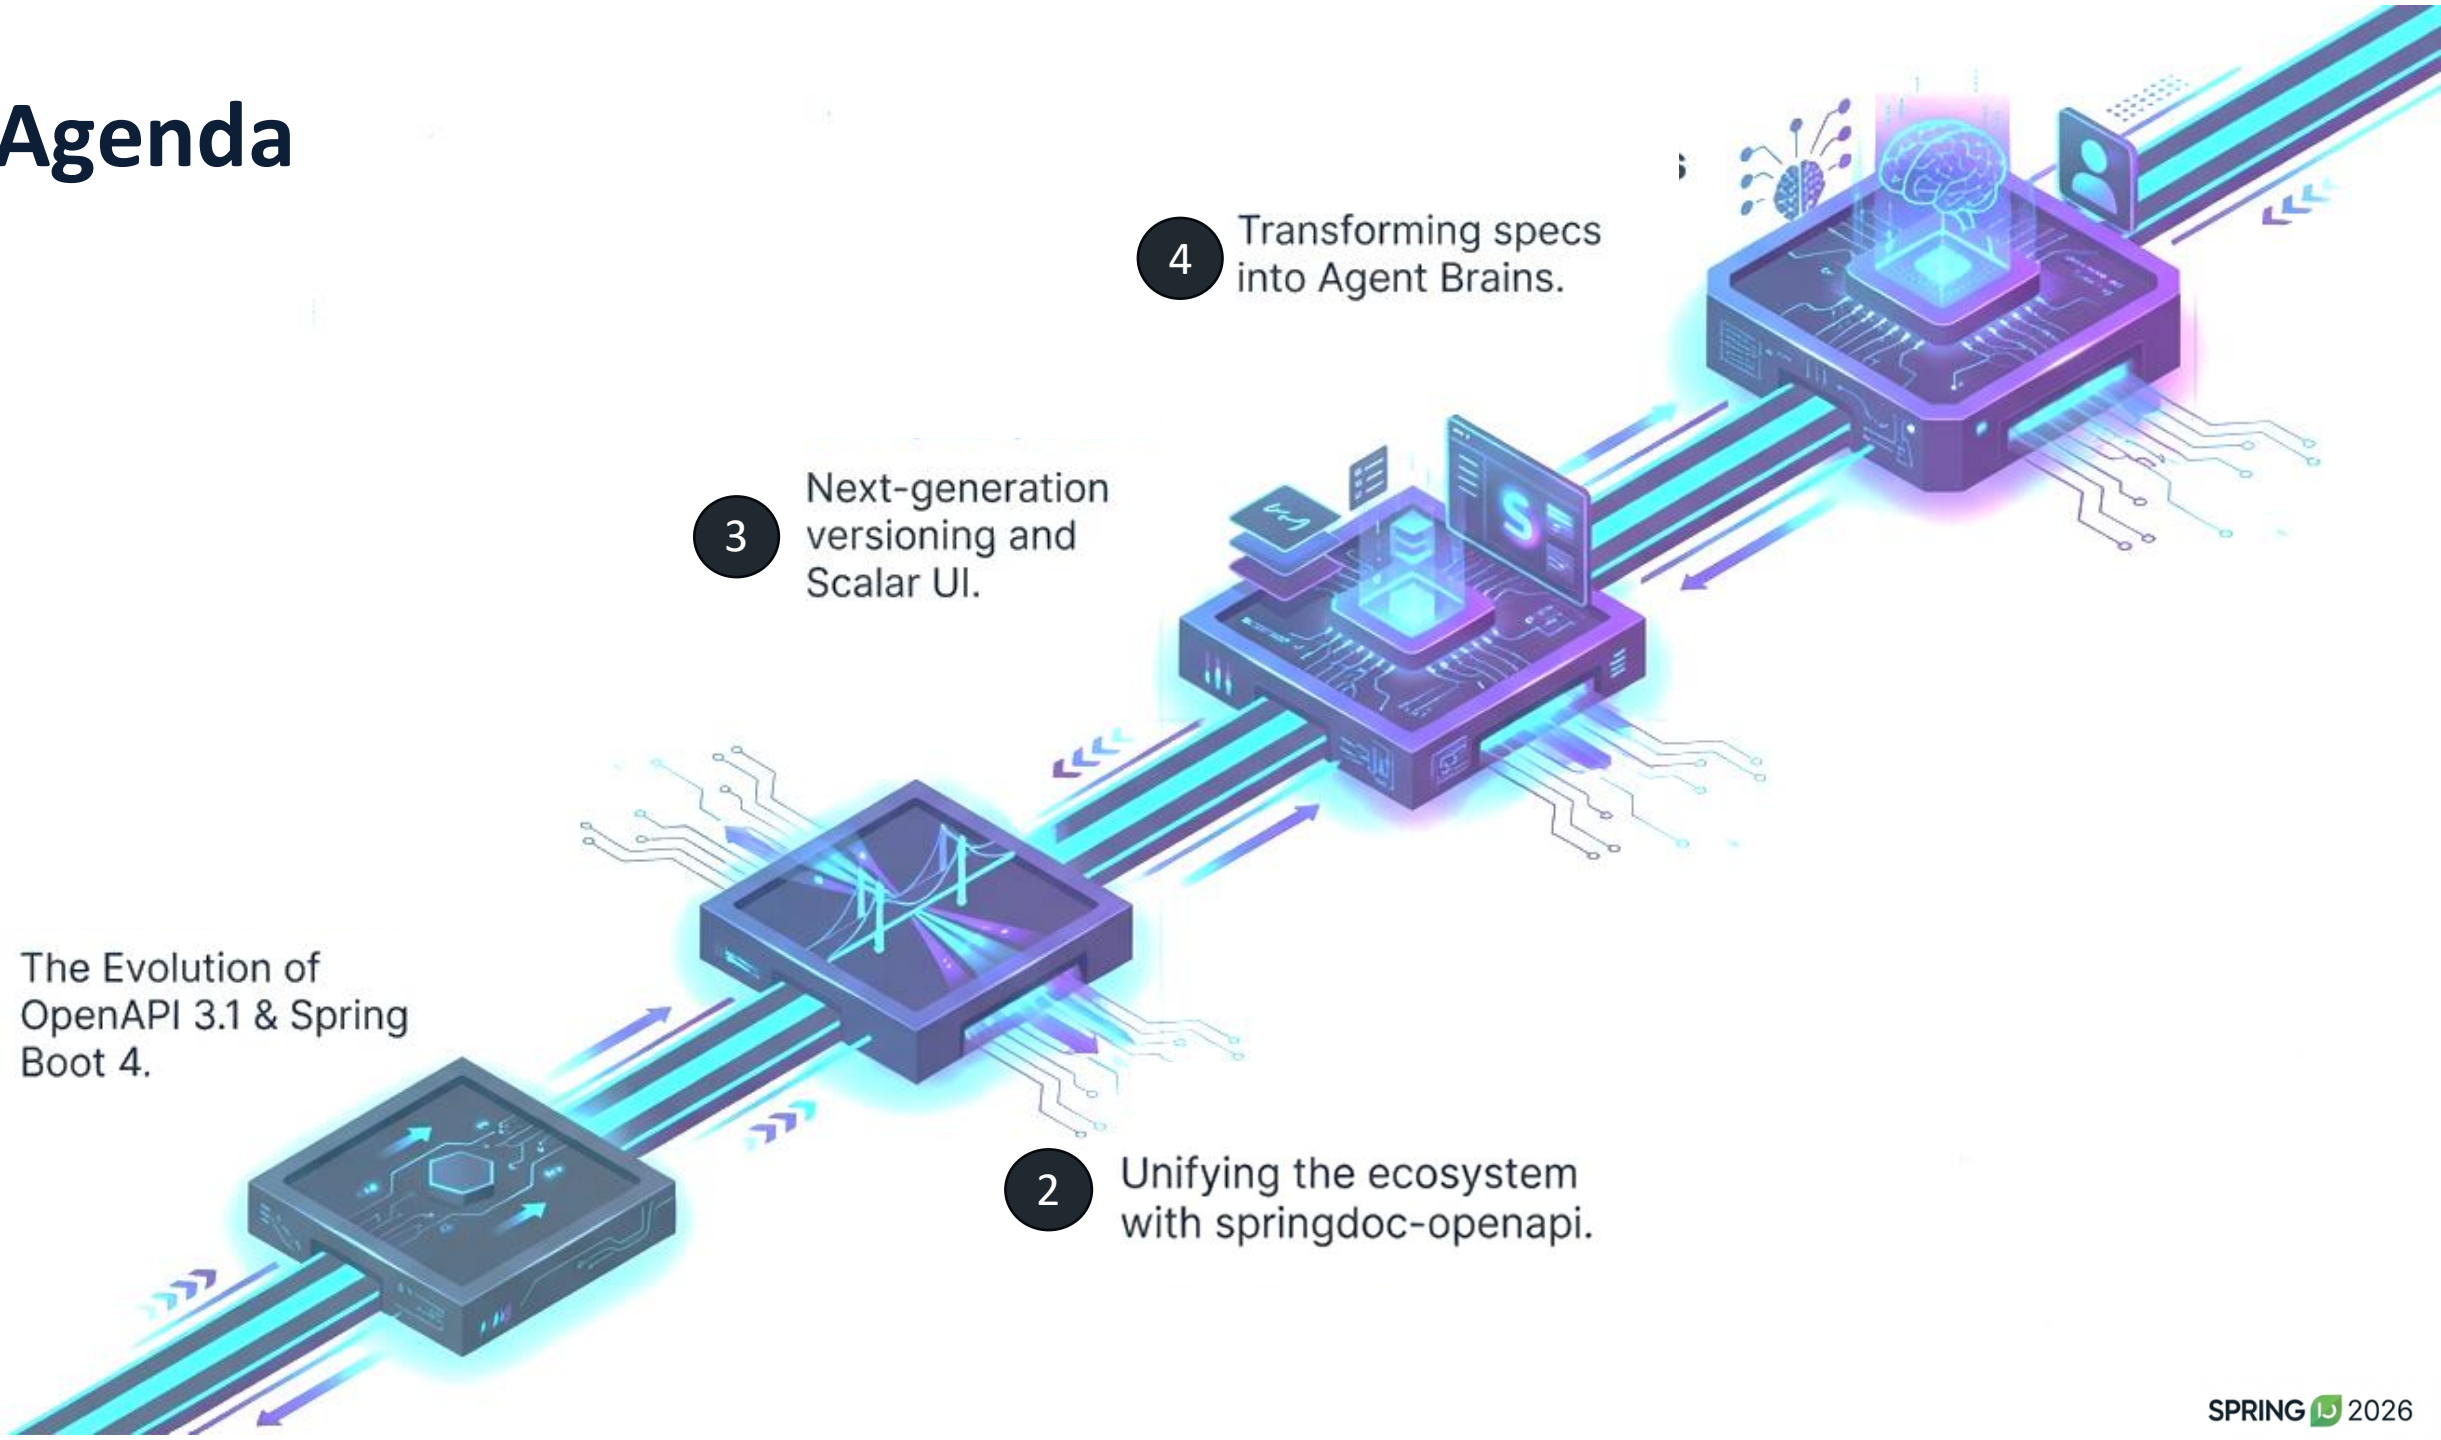 Agenda
s
4
Transforming specs
into Agent Brains.
3
Next-generation
versioning and
Scalar UI.
S
The Evolution of
OpenAPI 3.1 & Spring
Boot 4.
2
Unifying the ecosystem
with springdoc-openapi.
SPRING IO 2026